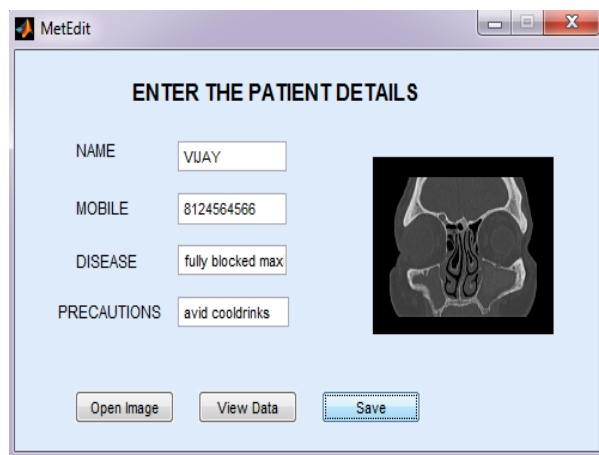 MetEdit
ENTER THE PATIENT DETAILS
NAME VIJAY
MOBILE 8124564566
DISEASE fully blocked max
PRECAUTIONS avid cooldrinks
Open Image View Data Save